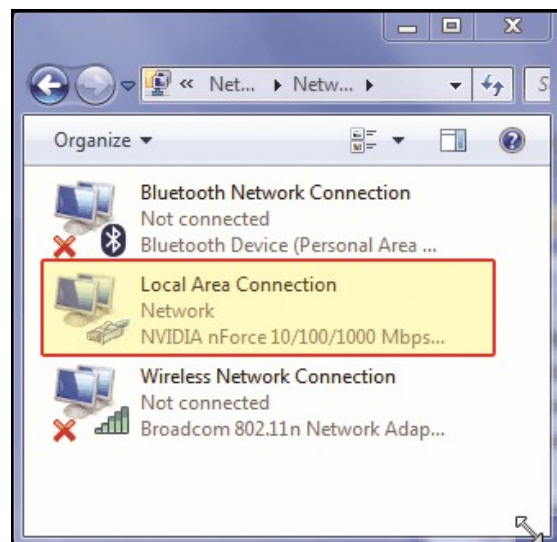 « Net... Netw...
S
Organize
Bluetooth Network Connection
Not connected
Bluetooth Device (Personal Area ...
Local Area Connection
Network
NVIDIA nForce 10/100/1000 Mbps...
Wireless Network Connection
Not connected
Broadcom 802.11n Network Adap...